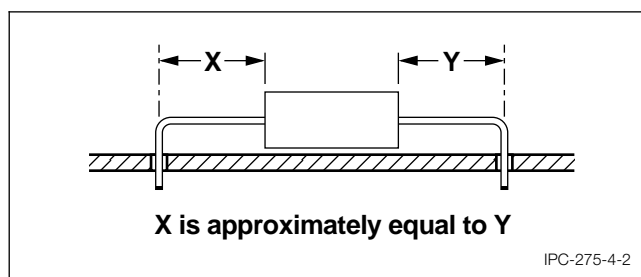 X Y
X is approximately equal to Y
IPC-275-4-2